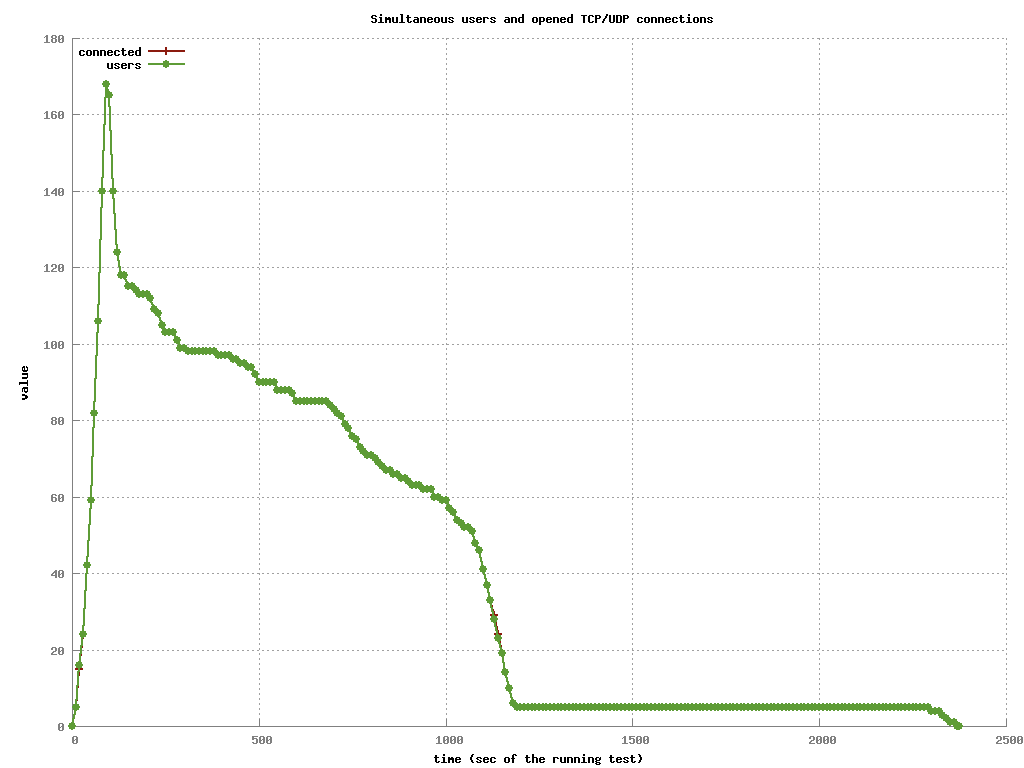 Simultaneous users and opened TCP/UDP connections
180
160
140
120
100
80
60
40
20
0
connected
users
value
0 500 1000 1500 2000 2500
time (sec of the running test)